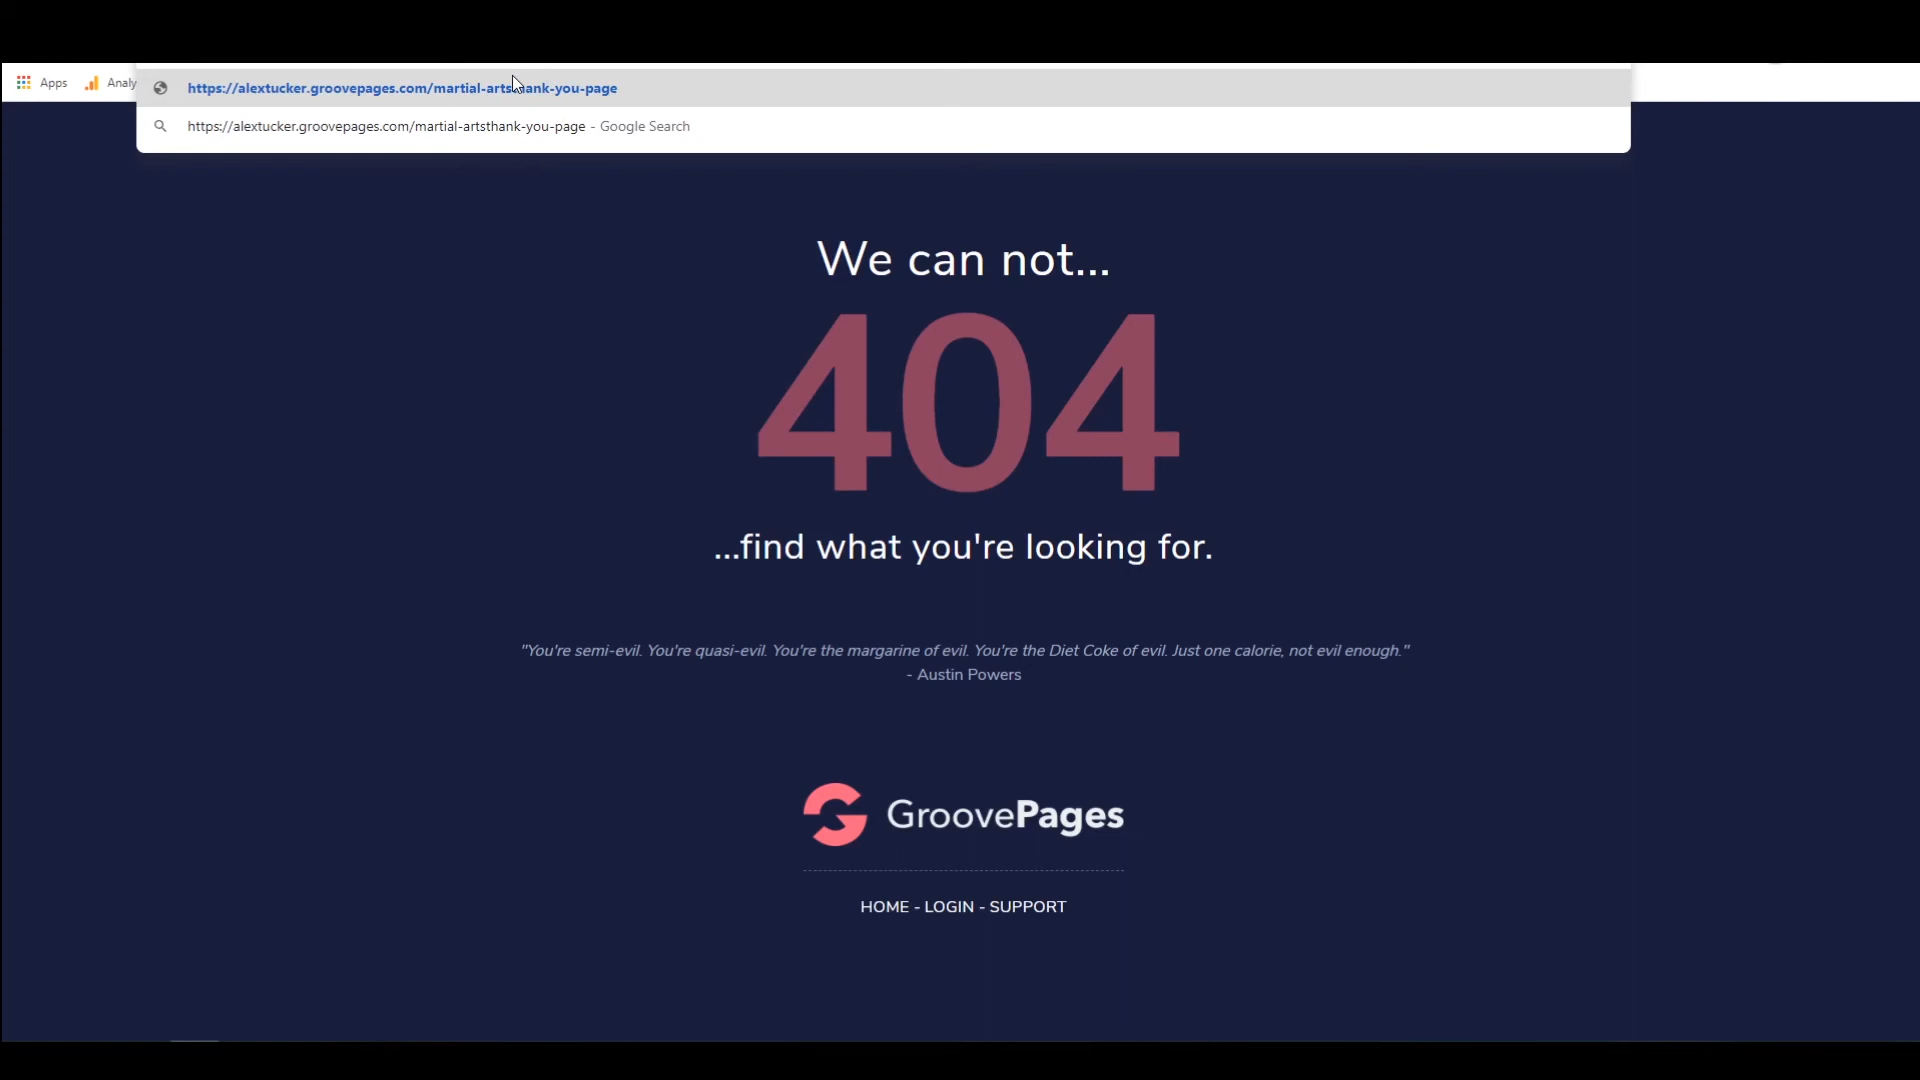 Apps Analy
https://alextucker.groovepages.com/martial-artsthank-you-page
https://alextucker.groovepages.com/martial-artsthank-you-page - Google Search
We can not...
404
...find what you're looking for.
"You're semi-evil. You're quasi-evil. You're the margarine of evil. You're the Diet Coke of evil. Just one calorie, not evil enough."
- Austin Powers
GroovePages
HOME - LOGIN - SUPPORT